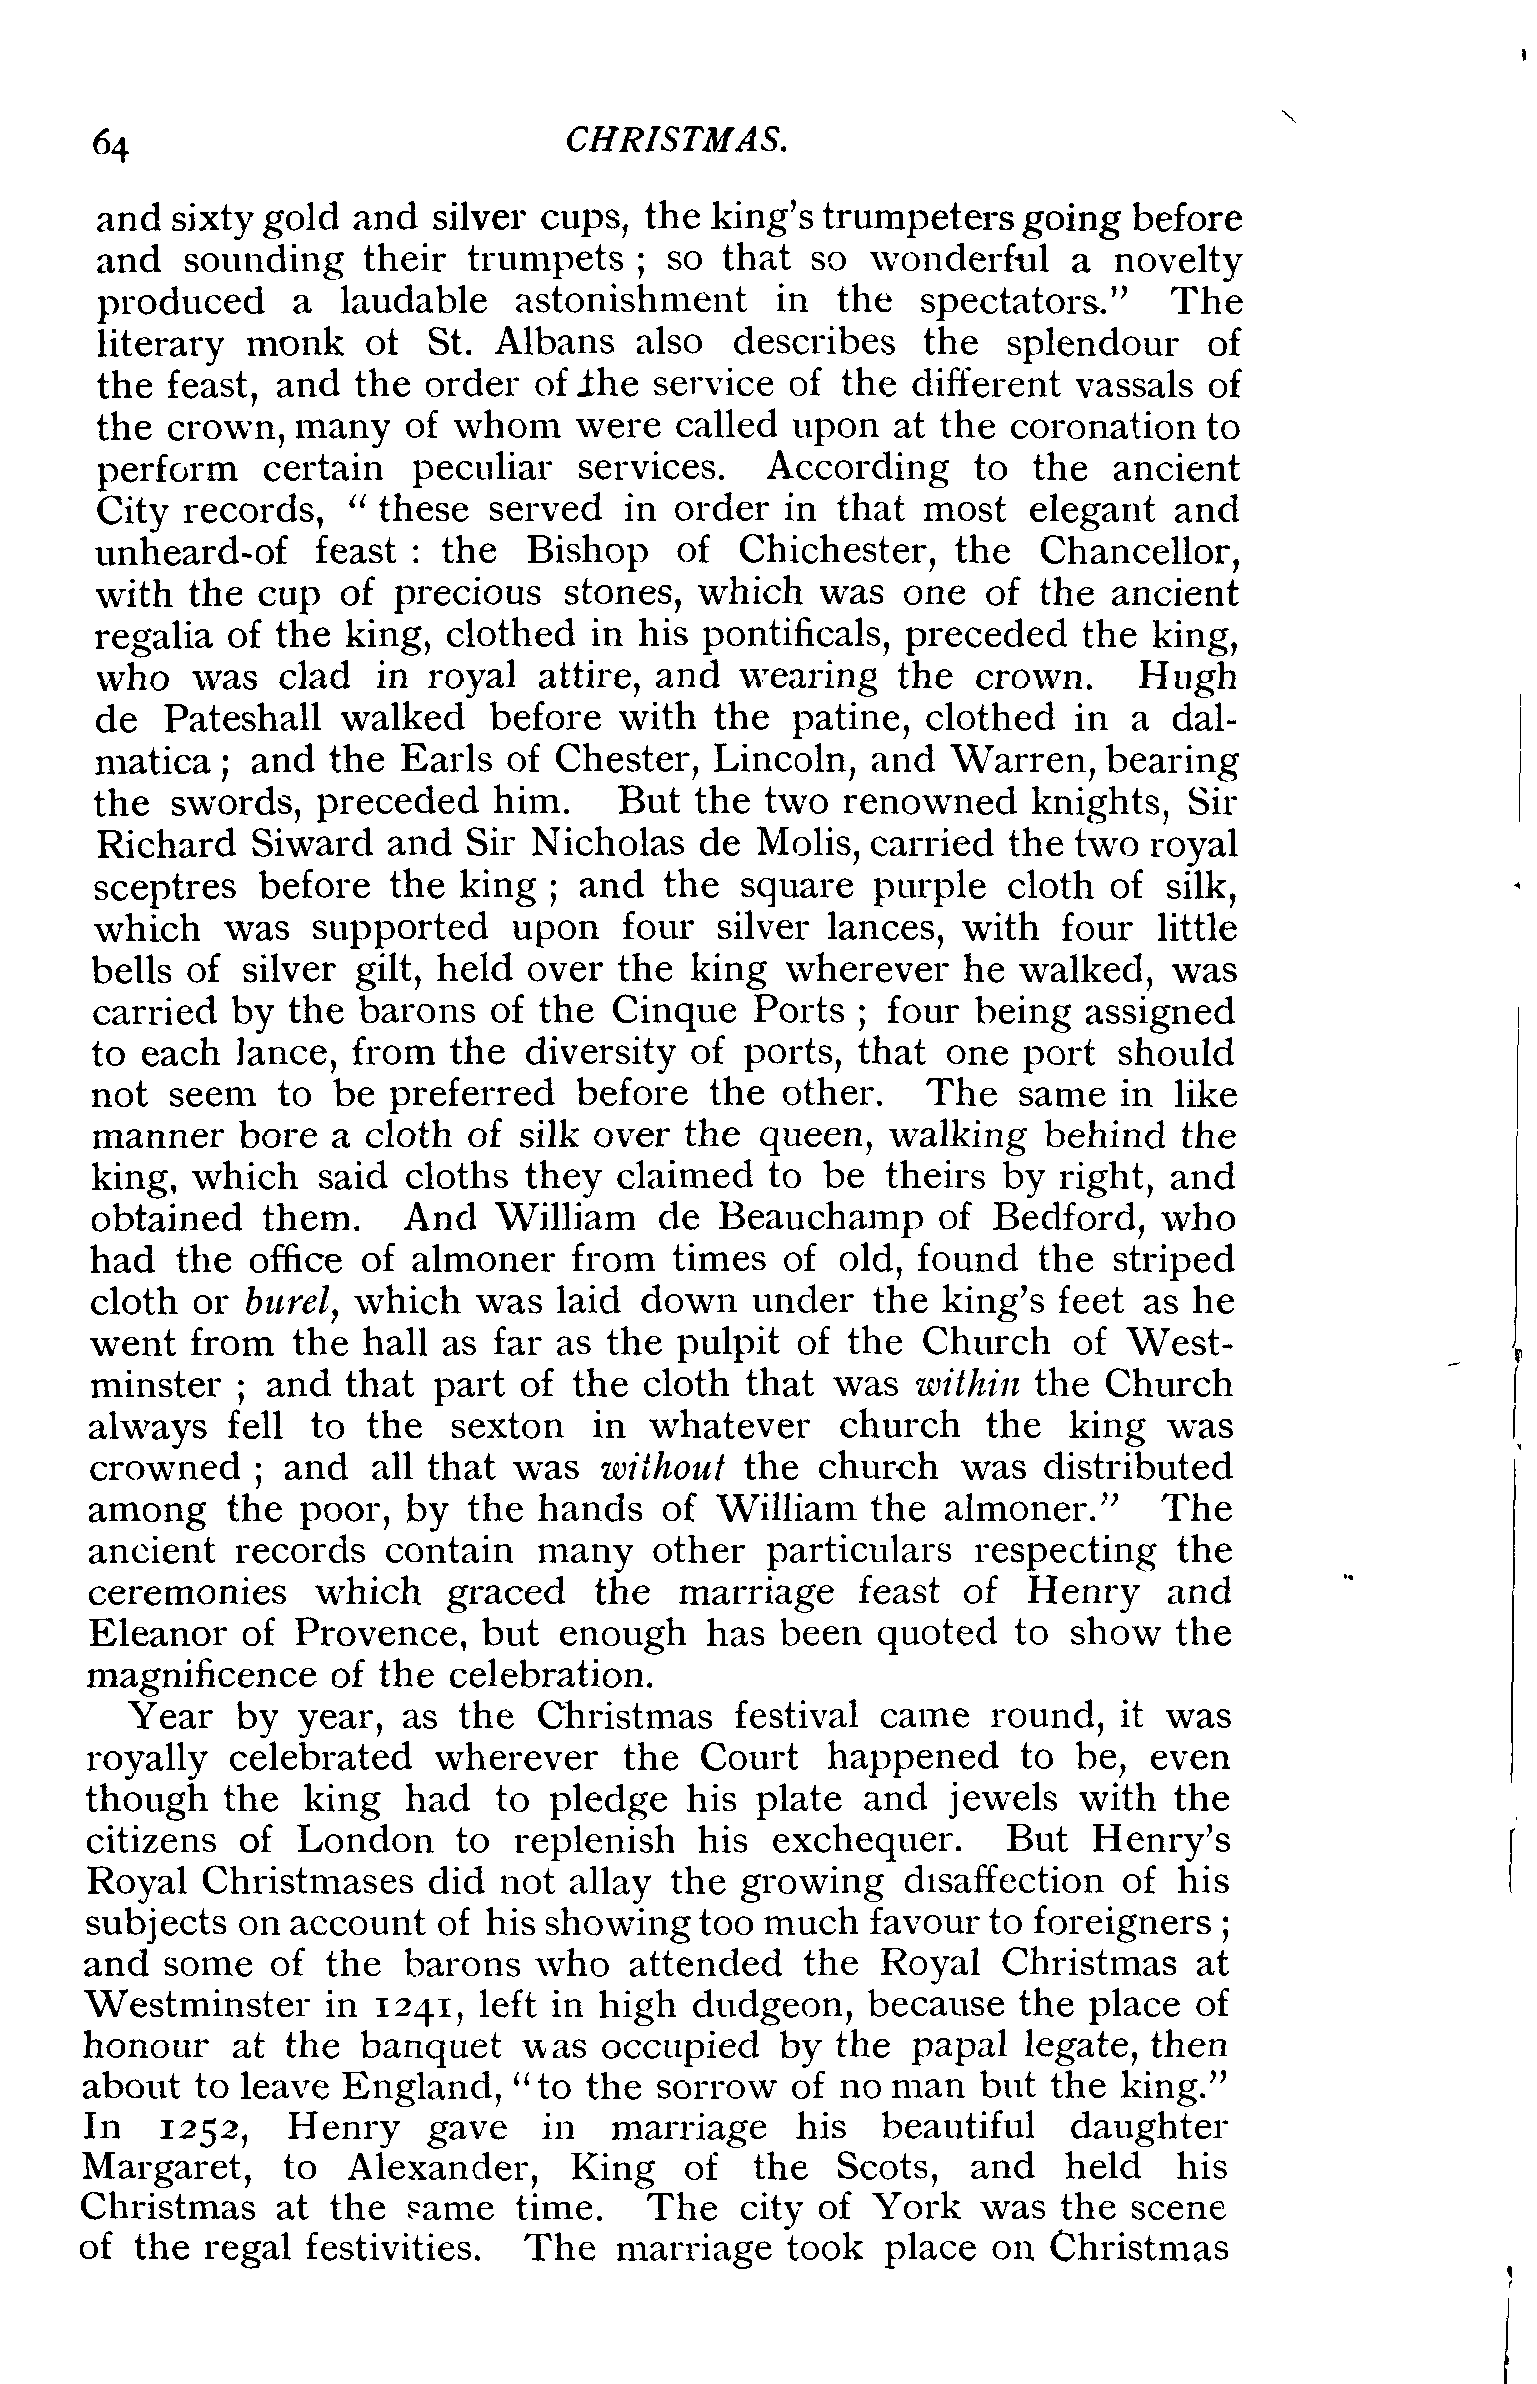 64 CHRISTMAS.
and sixty gold and silver cups, the king's trumpeters going before
and sounding their trumpets ; so that so wonderful a novelty
produced a laudable astonishment in the spectators." The
literary monk ot St. Albans also describes the splendour of
the feast, and the order of the service of the different vassals of
the crown, many of whom were called upon at the coronation to
perform certain peculiar services. According to the ancient
City records, " these served in order in that most elegant and
unheard-of feast : the Bishop of Chichester, the Chancellor,
with the cup of precious stones, which was one of the ancient
regalia of the king, clothed in his pontificals, preceded the king,
who was clad in royal attire, and wearing the crown. Hugh
de Pateshall walked before with the patine, clothed in a dal-
matica ; and the Earls of Chester, Lincoln, and Warren, bearing
the swords, preceded him. But the two renowned knights, Sir
Richard Siward and Sir Nicholas de Molis, carried the two royal
sceptres before the king ; and the square purple cloth of silk,
which was supported upon four silver lances, with four little
bells of silver gilt, held over the king wherever he walked, was
carried by the barons of the Cinque Ports ; four being assigned
to each lance, from the diversity of ports, that one port should
not seem to be preferred before the other. The same in like
manner bore a cloth of silk over the queen, walking behind the
king, which said cloths they claimed to be theirs by right, and
obtained them. And William de Beauchamp of Bedford, who
had the office of almoner from times of old, found the striped
cloth or burel, which was laid down under the king's feet as he
went from the hall as far as the pulpit of the Church of West-
minster ; and that part of the cloth that was within the Church
always fell to the sexton in whatever church the king was
crowned ; and all that was without the church was distributed
among the poor, by the hands of William the almoner." The
ancient records contain many other particulars respecting the
ceremonies which graced the marriage feast of Henry and
Eleanor of Provence, but enough has been quoted to show the
magnificence of the celebration.
Year by year, as the Christmas festival came round, it was
royally celebrated wherever the Court happened to be, even
though the king had to pledge his plate and jewels with the
citizens of London to replenish his exchequer. But Henry's
Royal Christmases did not allay the growing disaffection of his
subjects on account of his showing too much favour to foreigners ;
and some of the barons who attended the Royal Christmas at
Westminster in 1241, left in high dudgeon, because the place of
honour at the banquet was occupied by the papal legate, then
about to leave England, "to the sorrow of no man but the king."
In 1252, Henry gave in marriage his beautiful daughter
Margaret, to Alexander, King of the Scots, and held his
Christmas at the same time. The city of York was the scene
of the regal festivities. The marriage took place on Christmas